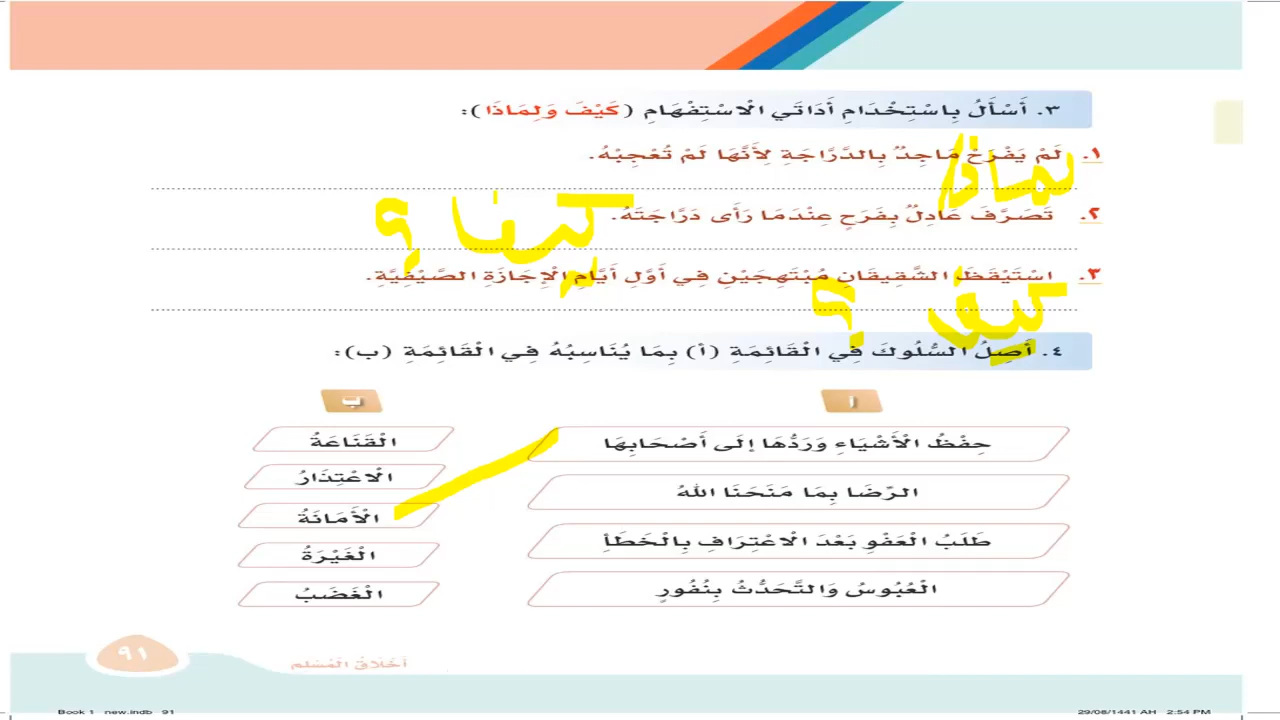 ٣. أَسْأَلُ بِاسْتِخْدَامِ أَدَاتَي الْاسْتِفْهَامِ (كَيْفَ وَلِمَاذَا):
١. لَمْ يَفْرَحْ مَاجِدٌ بِالدَّرَّاجَةِ لِأَنَّهَا لَمْ تُعْجِبْهُ.
لماذا
٢. تَصَرَّفَ عَادِلٌ بِفَرَحٍ عِنْدَمَا رَأَى دَرَّاجَتَهُ.
كيف ؟
٣. اسْتَيْقَظَ الشَّقِيقَانِ مُبْتَهِجَيْنِ فِي أَوَّلِ أَيَّامِ الْإِجَازَةِ الصَّيْفِيَّةِ.
كيف ؟
٤. أَصِلُ السُّلُوكَ فِي الْقَائِمَةِ (أ) بِمَا يُنَاسِبُهُ فِي الْقَائِمَةِ (ب):
أ
ب
حِفْظُ الْأَشْيَاءِ وَرَدُّهَا إِلَى أَصْحَابِهَا
الْقَنَاعَةُ
الرِّضَا بِمَا مَنَحَنَا اللهُ
الْاعْتِذَارُ
طَلَبُ الْعَفْوِ بَعْدَ الْاعْتِرَافِ بِالْخَطَأِ
الْأَمَانَةُ
الْعُبُوسُ وَالتَّحَدُّثُ بِنُفُورٍ
الْغَيْرَةُ
الْغَضَبُ
٩١
أَخْلَاقُ الْمُسْلِمِ
Book 1 new.indb 91
29/08/1441 AH 2:54 PM